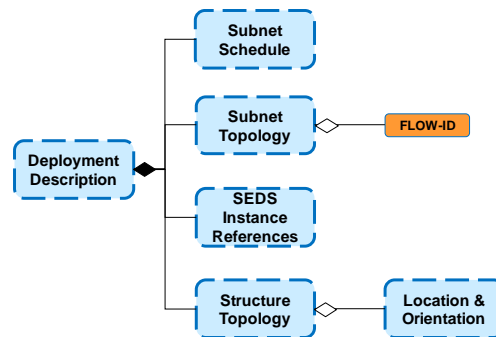 Subnet
Schedule
Subnet
Topology
FLOW-ID
Deployment
Description
SEDS
Instance
References
Structure
Topology
Location &
Orientation